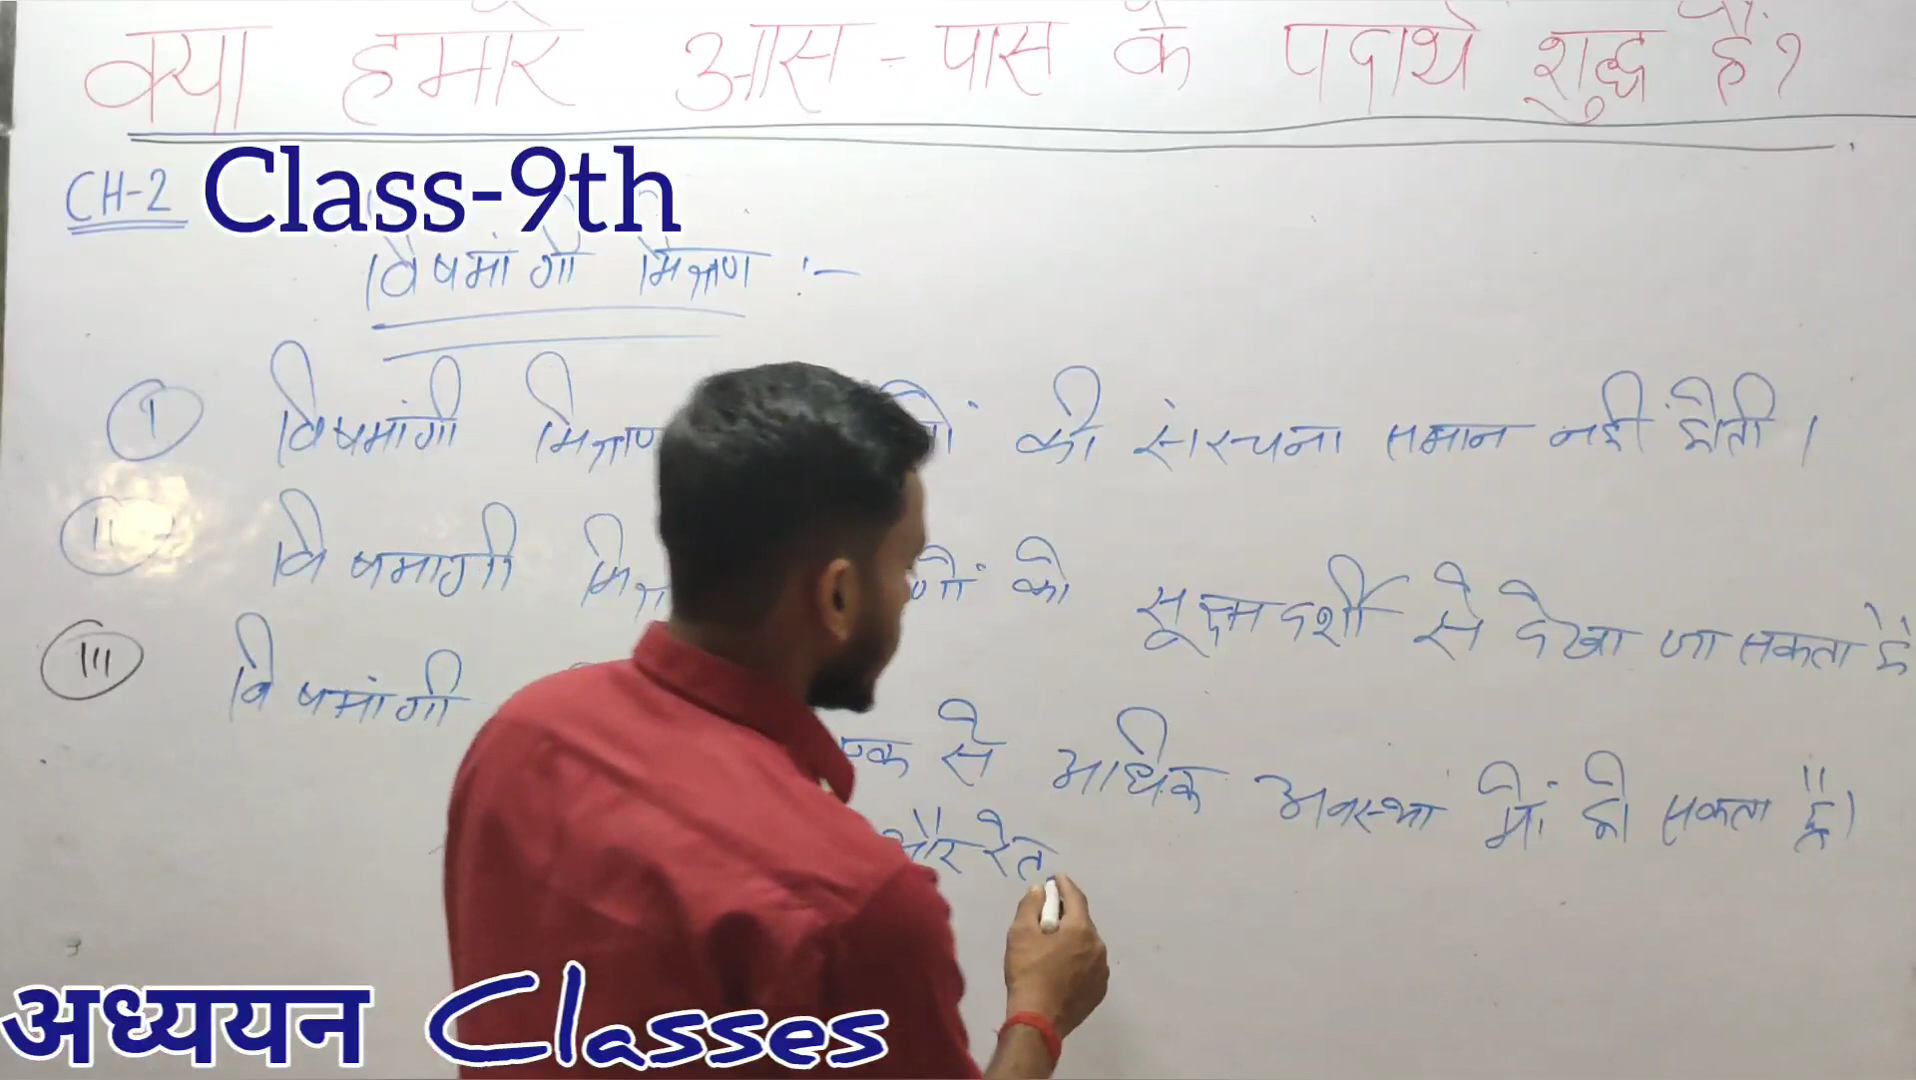 क्या हमारे आस-पास के पदार्थ शुद्ध हैं?
CH-2 Class-9th
विषमांगी मिश्रण :-
I विषमांगी मिश्रण की संरचना समान नहीं होती।
II विषमागी को सूक्ष्मदर्शी से देखा जा सकता है
III विषमांगी एक से अधिक अवस्था में हो सकता है।
और रेत
अध्ययन Classes